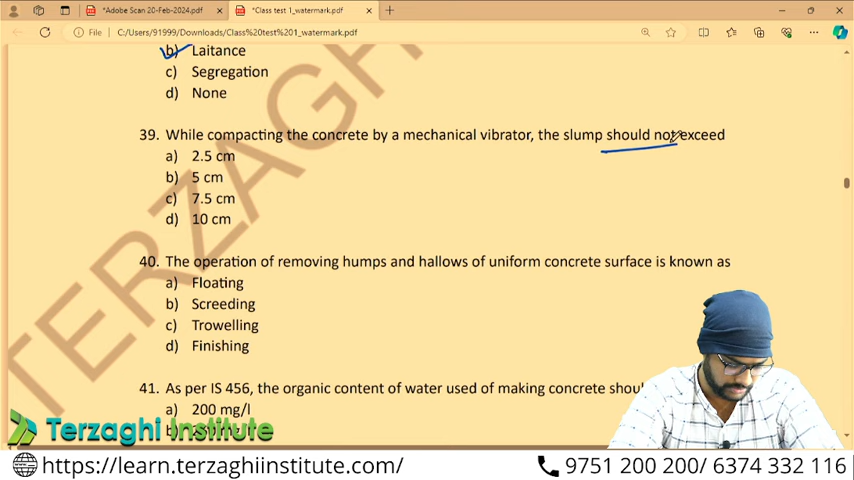 *Adobe Scan 20-Feb-2024.pdf
*Class test 1_watermark.pdf
File
C:/Users/91999/Downloads/Class%20test%201_watermark.pdf
b) Laitance
c) Segregation
d) None
39. While compacting the concrete by a mechanical vibrator, the slump should not exceed
a) 2.5 cm
b) 5 cm
c) 7.5 cm
d) 10 cm
40. The operation of removing humps and hallows of uniform concrete surface is known as
a) Floating
b) Screeding
c) Trowelling
d) Finishing
41. As per IS 456, the organic content of water used of making concrete
a) 200 mg/l
TERZAGH
Terzaghi Institute
https://learn.terzaghiinstitute.com/
9751 200 200/ 6374 332 116